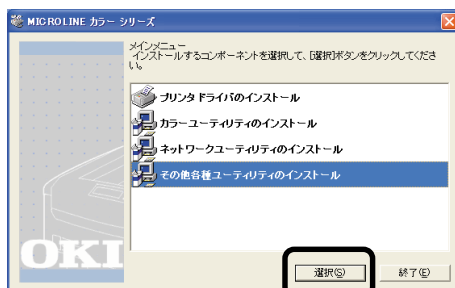 MICROLINE カラー シリーズ
メインメニュー
インストールするコンポーネントを選択して、[選択]ボタンをクリックしてくださ
い。
プリンタ ドライバのインストール
カラーユーティリティのインストール
ネットワークユーティリティのインストール
その他各種ユーティリティのインストール
OKI
選択(S)
終了(E)